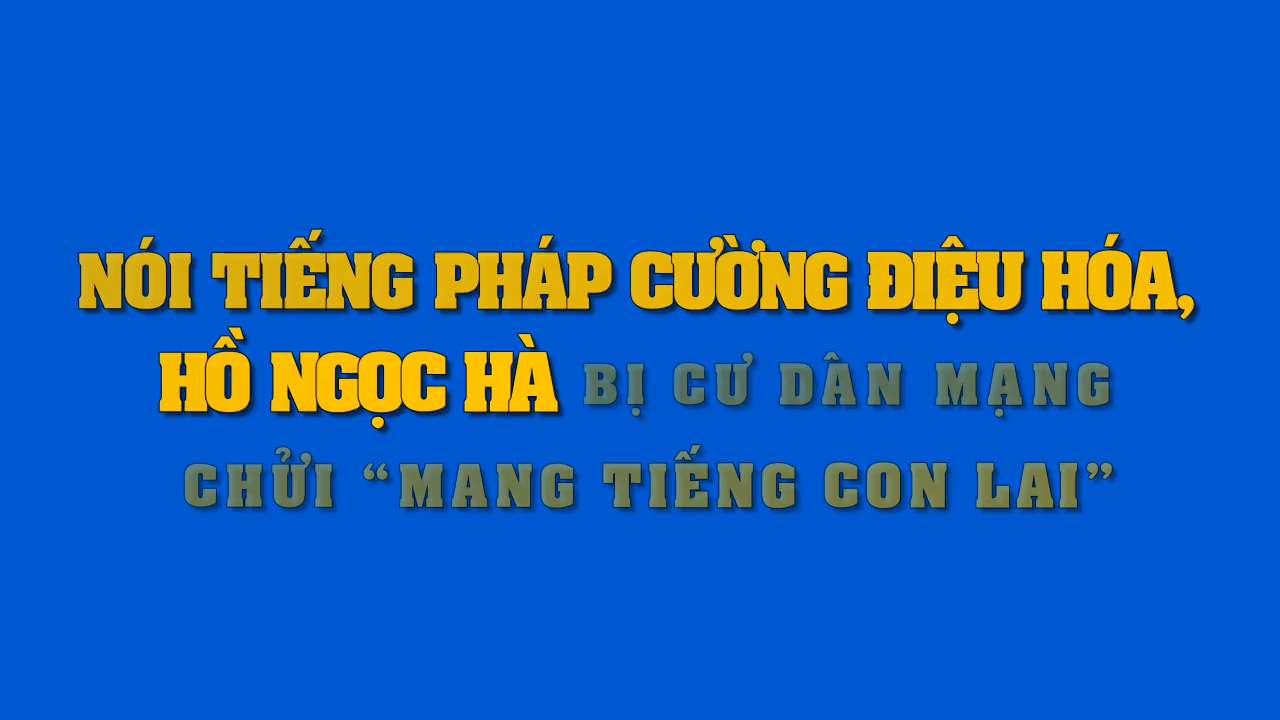 NÓI TIẾNG PHÁP CƯỜNG ĐIỆU HÓA,
HỒ NGỌC HÀ BỊ CƯ DÂN MẠNG
CHỬI “MANG TIẾNG CON LAI”